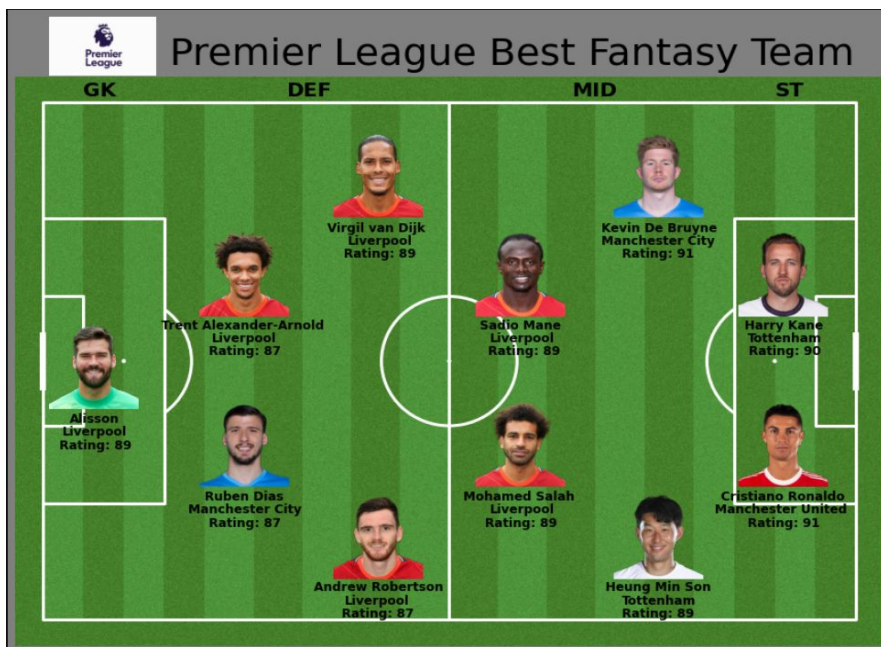 Premier
League
Premier League Best Fantasy Team
GK DEF MID ST
Virgil van Dijk
Liverpool
Rating: 89
Kevin De Bruyne
Manchester City
Rating: 91
Trent Alexander-Arnold
Liverpool
Rating: 87
Sadio Mane
Liverpool
Rating: 89
Harry Kane
Tottenham
Rating: 90
Alisson
Liverpool
Rating: 89
Ruben Dias
Manchester City
Rating: 87
Mohamed Salah
Liverpool
Rating: 89
Cristiano Ronaldo
Manchester United
Rating: 91
Andrew Robertson
Liverpool
Rating: 87
Heung Min Son
Tottenham
Rating: 89